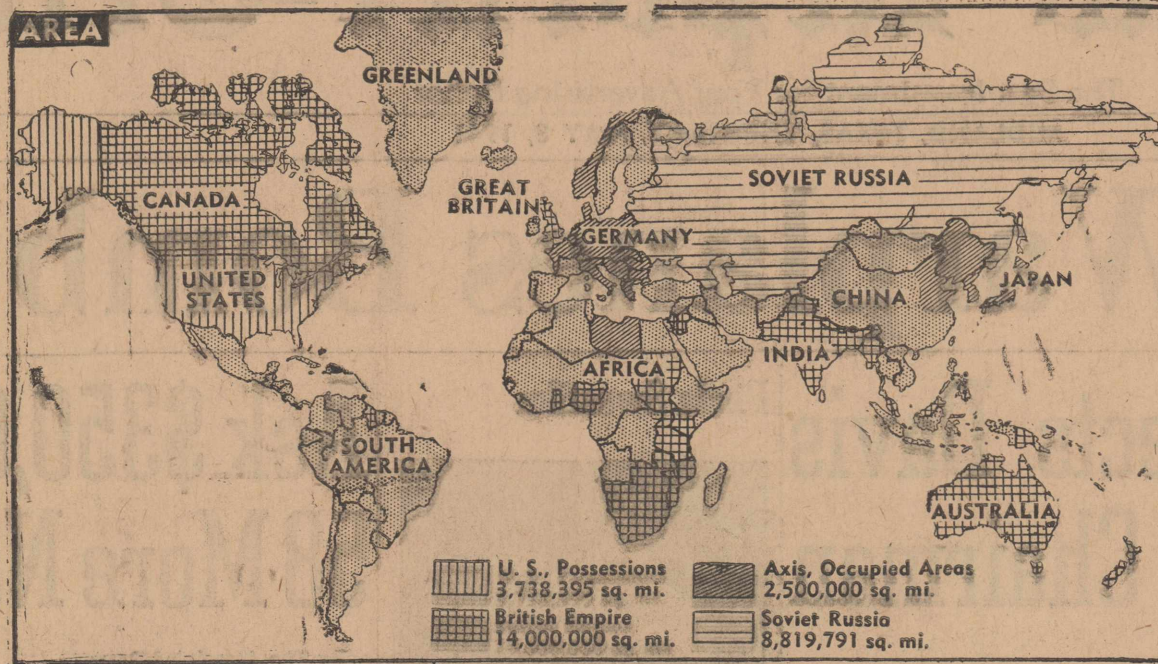 AREA
GREENLAND
CANADA
UNITED
STATES
GREAT
BRITAIN
GERMANY
SOVIET RUSSIA
CHINA
JAPAN
INDIA
AFRICA
SOUTH
AMERICA
AUSTRALIA
U. S., Possessions
3,738,395 sq. mi.
British Empire
14,000,000 sq. mi.
Axis, Occupied Areas
2,500,000 sq. mi.
Soviet Russia
8,819,791 sq. mi.